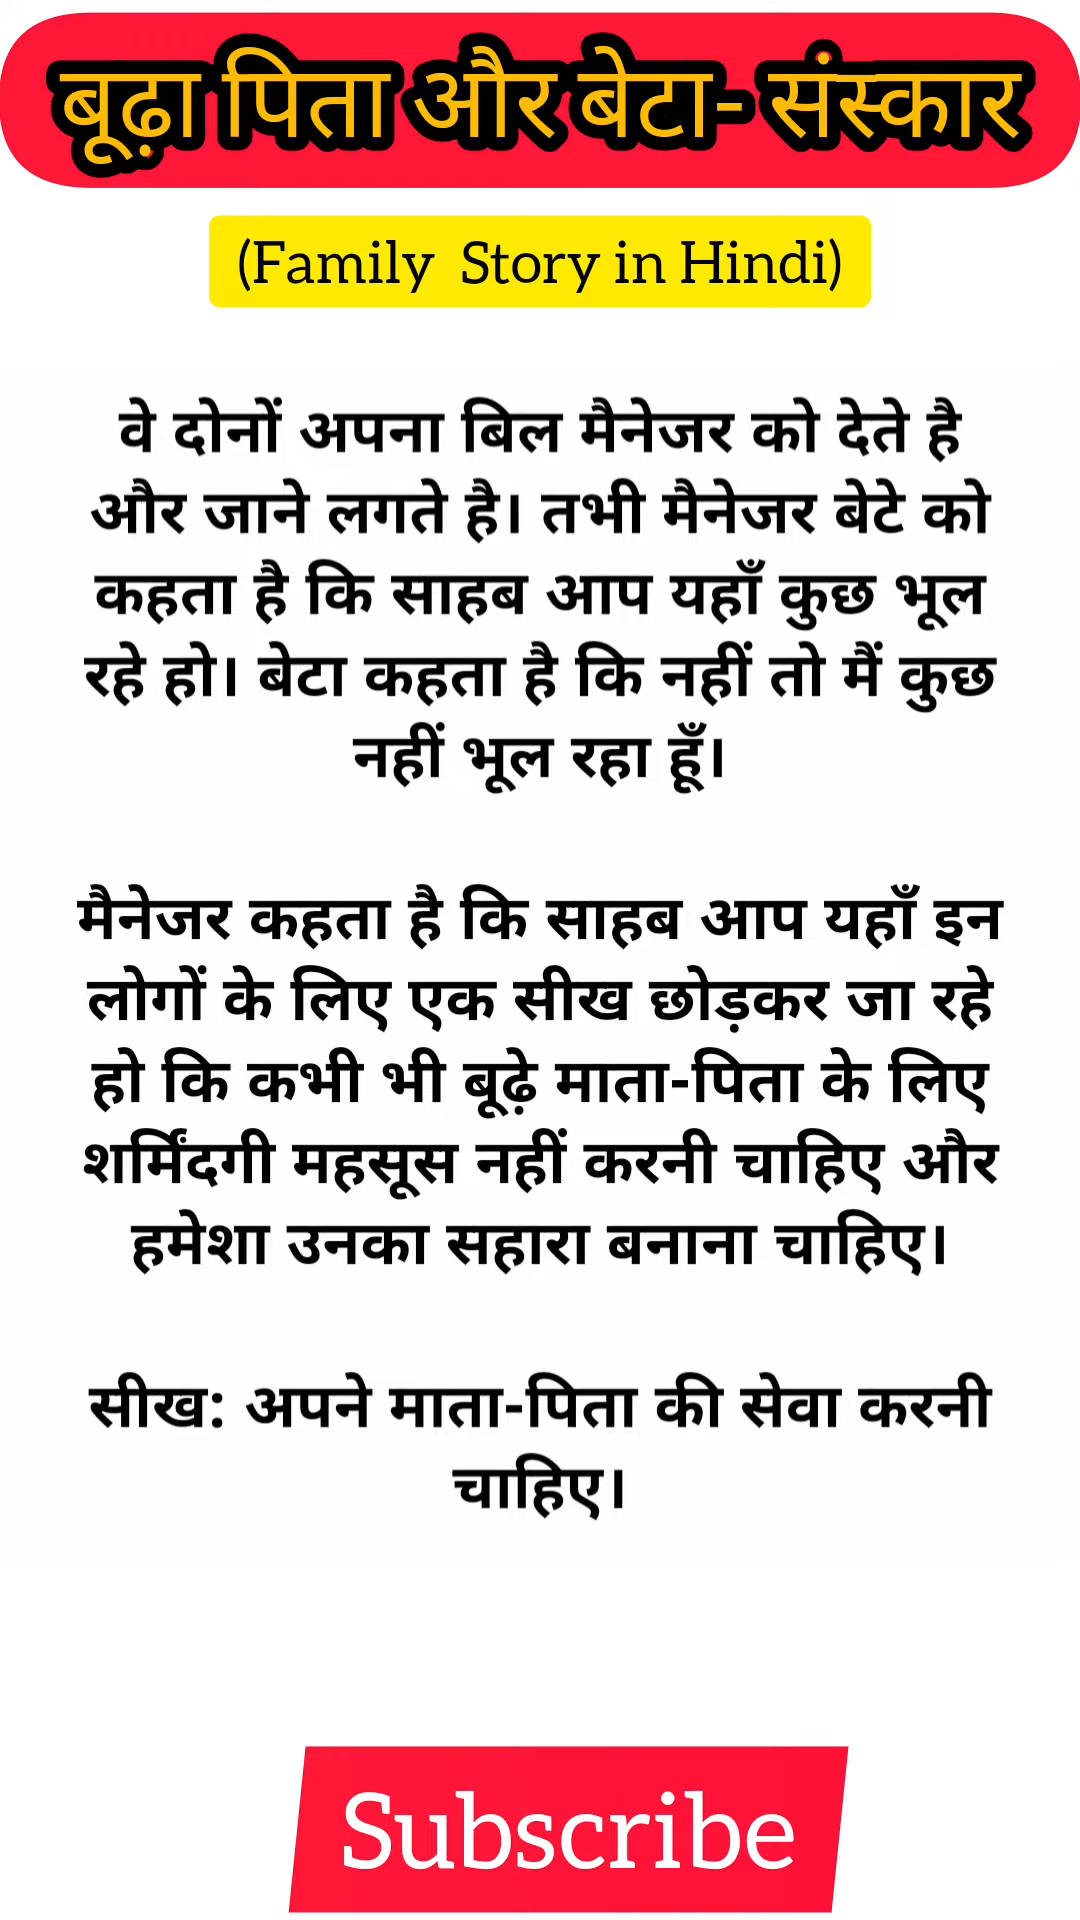 बूढ़ा पिता और बेटा- संस्कार
(Family Story in Hindi)
वे दोनों अपना बिल मैनेजर को देते है
और जाने लगते है। तभी मैनेजर बेटे को
कहता है कि साहब आप यहाँ कुछ भूल
रहे हो। बेटा कहता है कि नहीं तो मैं कुछ
नहीं भूल रहा हूँ।
मैनेजर कहता है कि साहब आप यहाँ इन
लोगों के लिए एक सीख छोड़कर जा रहे
हो कि कभी भी बूढ़े माता-पिता के लिए
शर्मिंदगी महसूस नहीं करनी चाहिए और
हमेशा उनका सहारा बनाना चाहिए।
सीख: अपने माता-पिता की सेवा करनी
चाहिए।
Subscribe